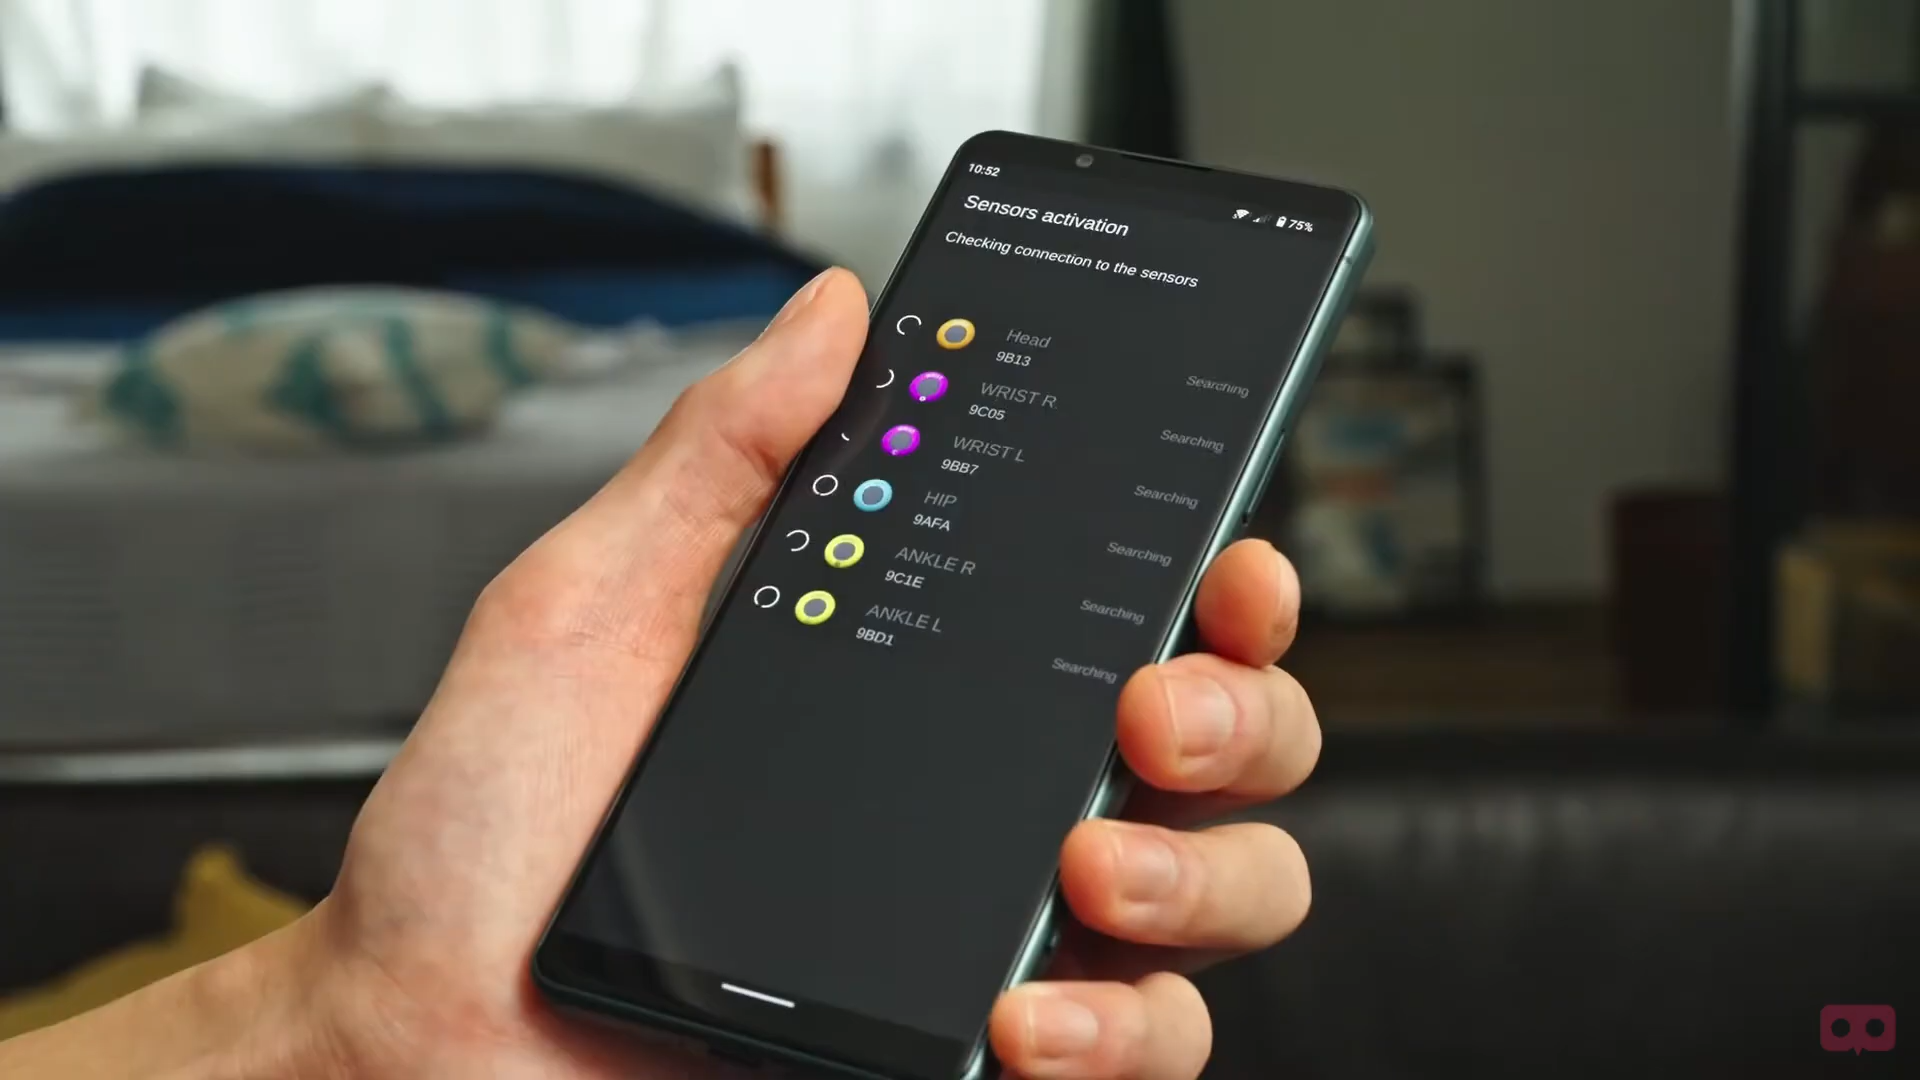 10:52
75%
Sensors activation
Checking connection to the sensors
Head
9B13
Searching
WRIST R.
9C05
Searching
WRIST L
9BB7
Searching
HIP
9AFA
Searching
ANKLE R
9C1E
Searching
ANKLE L
9BD1
Searching